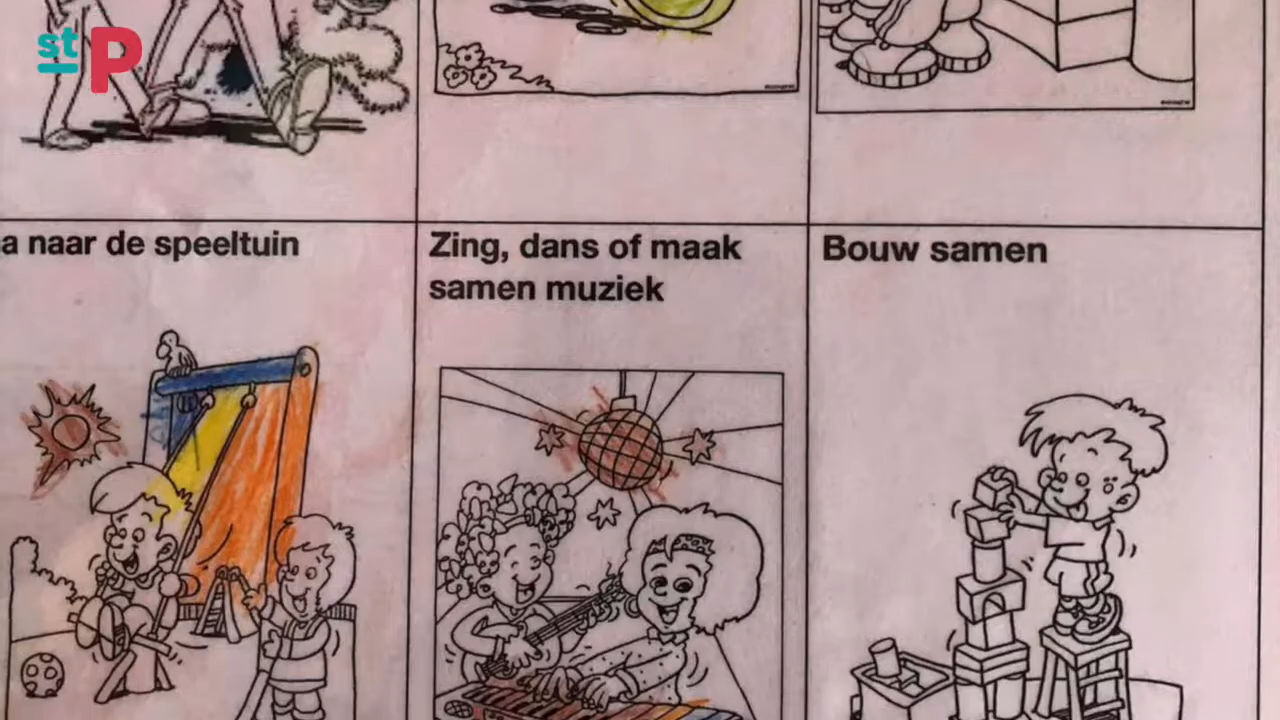 st P
a naar de speeltuin
Zing, dans of maak
samen muziek
Bouw samen